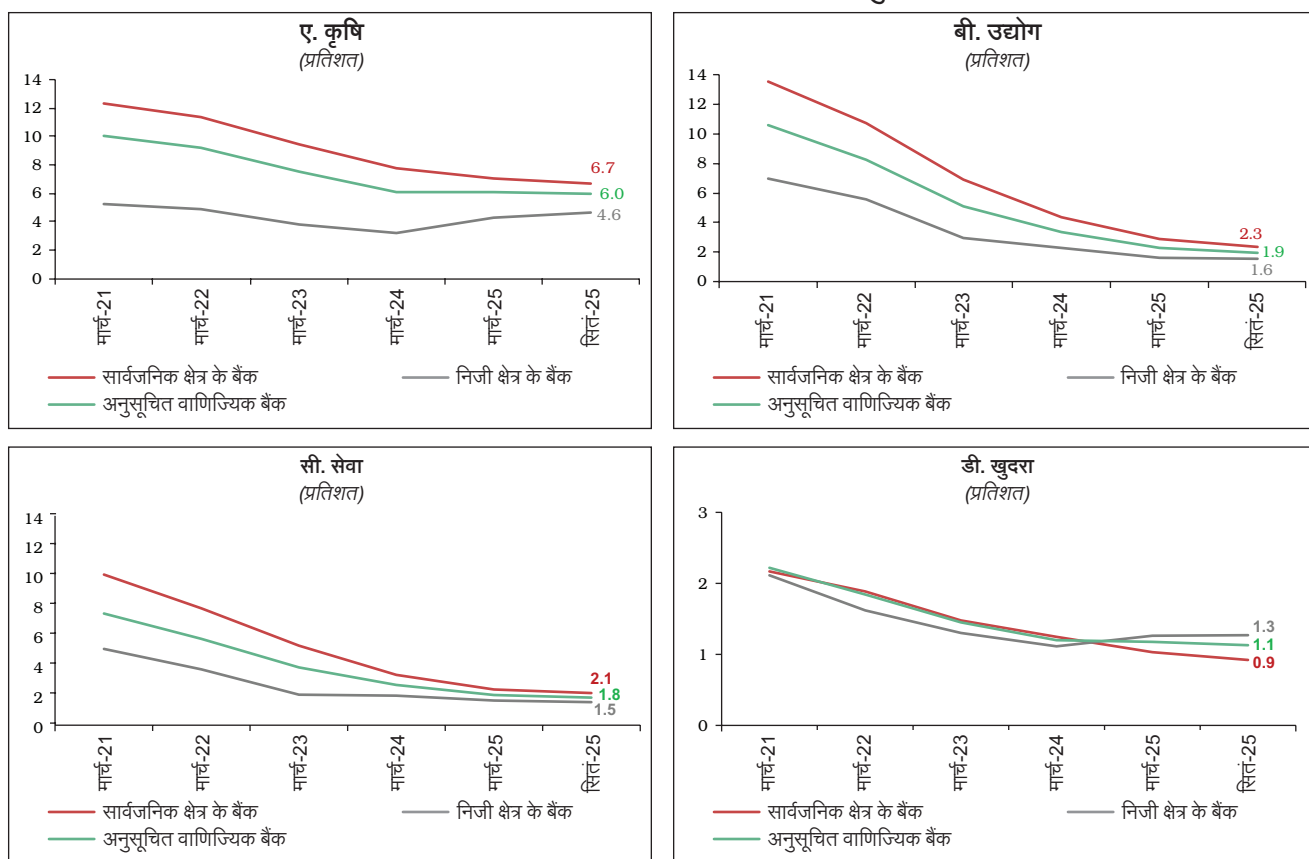 ए. कृषि
(प्रतिशत)
14
12
10
8
6
4
2
0
6.7
6.0
4.6
मार्च-21
मार्च-22
मार्च-23
मार्च-24
मार्च-25
सितं-25
सार्वजनिक क्षेत्र के बैंक
निजी क्षेत्र के बैंक
अनुसूचित वाणिज्यिक बैंक
बी. उद्योग
(प्रतिशत)
14
12
10
8
6
4
2
0
2.3
1.9
1.6
मार्च-21
मार्च-22
मार्च-23
मार्च-24
मार्च-25
सितं-25
सार्वजनिक क्षेत्र के बैंक
निजी क्षेत्र के बैंक
अनुसूचित वाणिज्यिक बैंक
सी. सेवा
(प्रतिशत)
14
12
10
8
6
4
2
0
2.1
1.8
1.5
मार्च-21
मार्च-22
मार्च-23
मार्च-24
मार्च-25
सितं-25
सार्वजनिक क्षेत्र के बैंक
निजी क्षेत्र के बैंक
अनुसूचित वाणिज्यिक बैंक
डी. खुदरा
(प्रतिशत)
3
2
1
0
1.3
1.1
0.9
मार्च-21
मार्च-22
मार्च-23
मार्च-24
मार्च-25
सितं-25
सार्वजनिक क्षेत्र के बैंक
निजी क्षेत्र के बैंक
अनुसूचित वाणिज्यिक बैंक